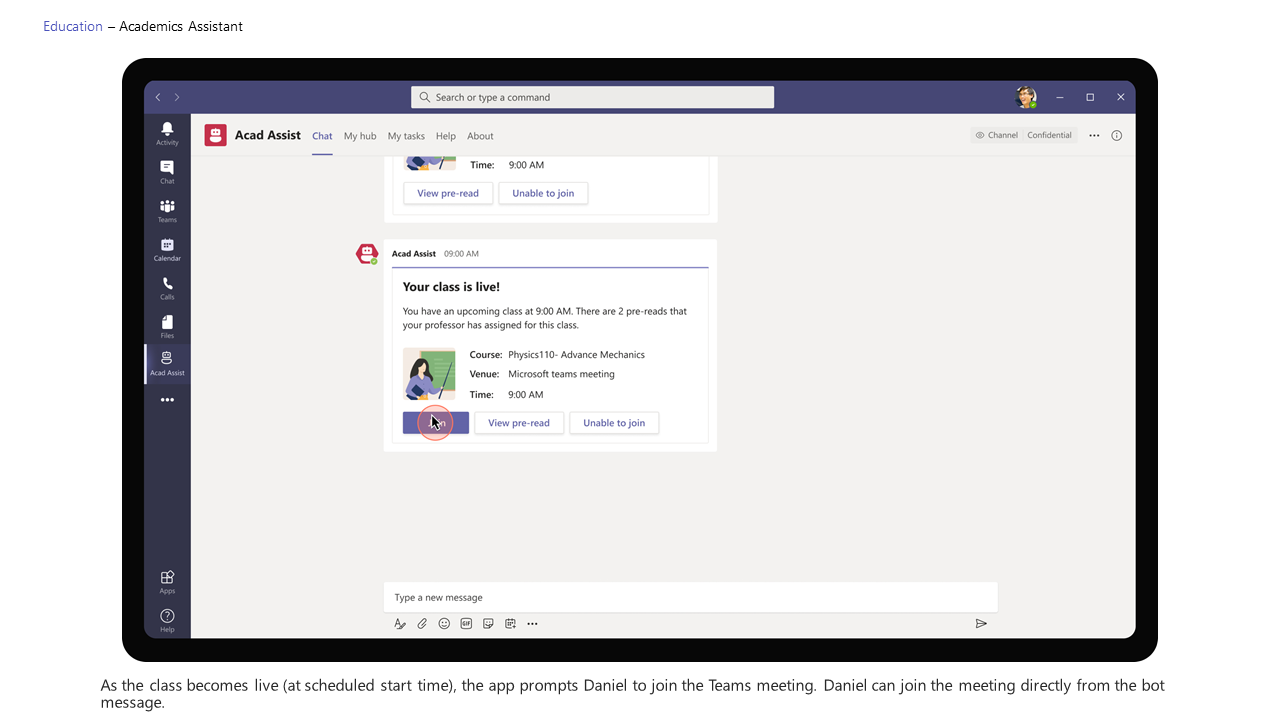 Education – Academics Assistant
Search or type a command
Activity
Chat
Teams
Calendar
Calls
Files
Acad Assist
Apps
Help
Acad Assist Chat My hub My tasks Help About
Channel Confidential
Time: 9:00 AM
View pre-read Unable to join
Acad Assist 09:00 AM
Your class is live!
You have an upcoming class at 9:00 AM. There are 2 pre-reads that
your professor has assigned for this class.
Course: Physics110- Advance Mechanics
Venue: Microsoft teams meeting
Time: 9:00 AM
View pre-read Unable to join
Type a new message
GIF
As the class becomes live (at scheduled start time), the app prompts Daniel to join the Teams meeting. Daniel can join the meeting directly from the bot
message.